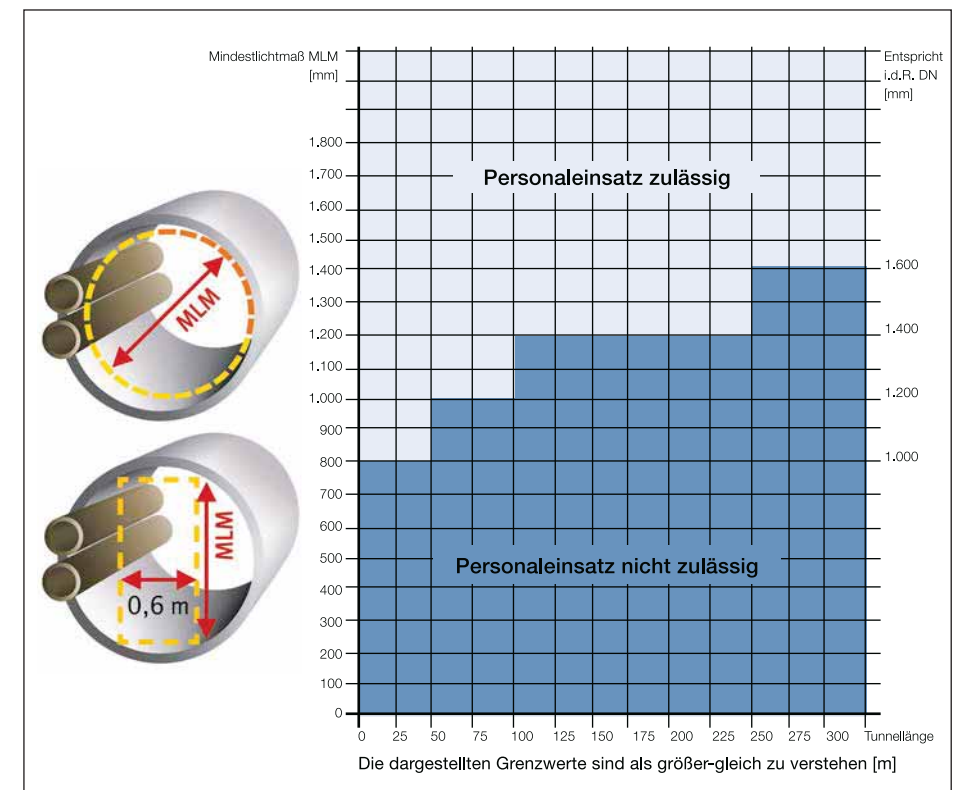 Mindestlichtmaß MLM
[mm]
Entspricht
i.d.R. DN
[mm]
1.800
1.700
1.600
1.500
1.400
1.300
1.200
1.100
1.000
900
800
700
600
500
400
300
200
100
0
Personaleinsatz zulässig
Personaleinsatz nicht zulässig
1.600
1.400
1.200
1.000
MLM
MLM
0,6 m
0 25 50 75 100 125 150 175 200 225 250 275 300 Tunnellänge
Die dargestellten Grenzwerte sind als größer-gleich zu verstehen [m]